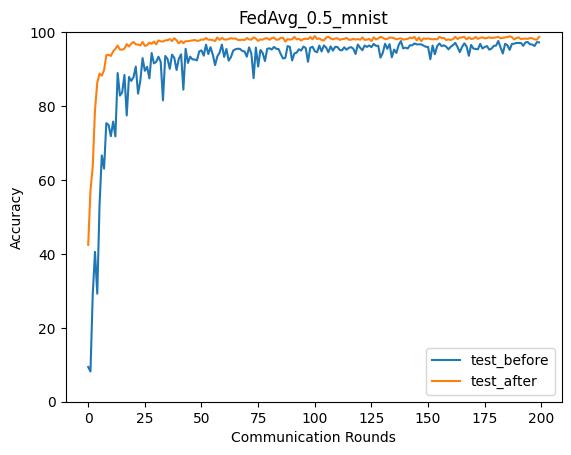 FedAvg_0.5_mnist
Accuracy
100
80
60
40
20
0
0 25 50 75 100 125 150 175 200
Communication Rounds
test_before
test_after